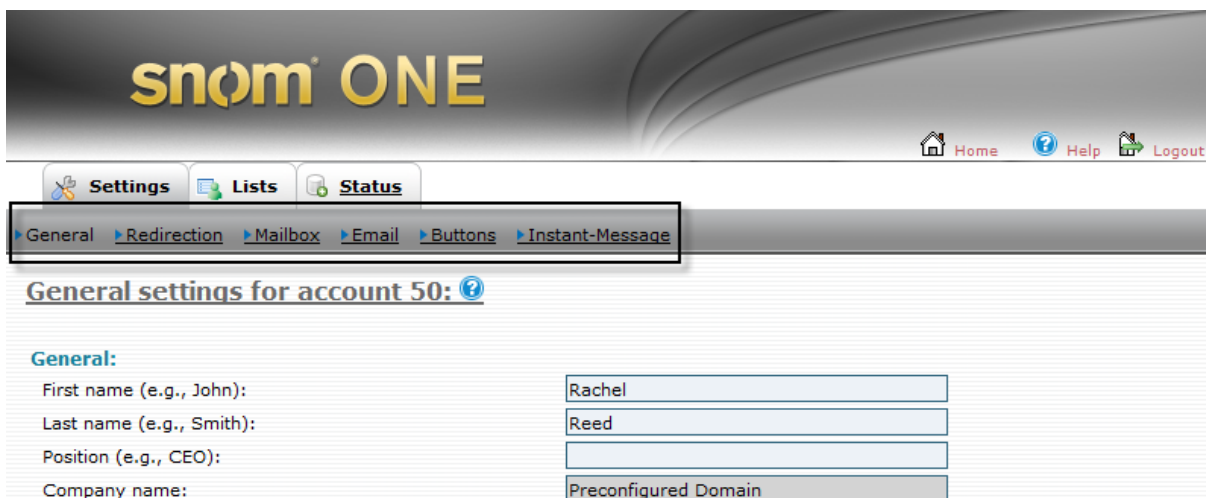 snom ONE
Home Help Logout
Settings Lists Status
General Redirection Mailbox Email Buttons Instant-Message
General settings for account 50:
General:
First name (e.g., John): Rachel
Last name (e.g., Smith): Reed
Position (e.g., CEO):
Company name: Preconfigured Domain